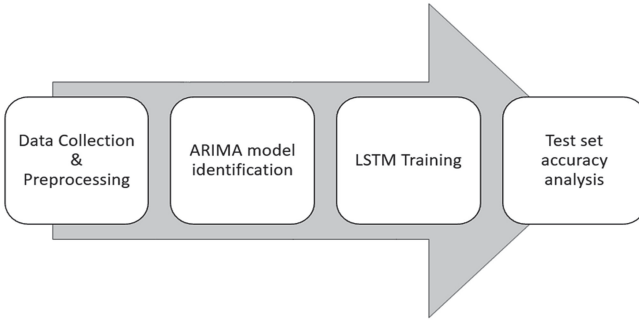 Data Collection
&
Preprocessing
ARIMA model
identification
LSTM Training
Test set
accuracy
analysis